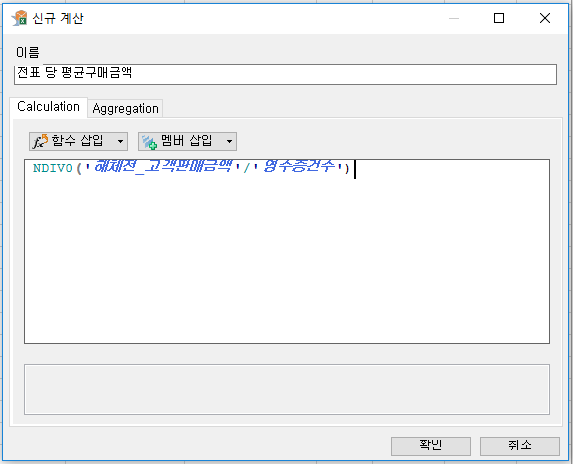 신규 계산
이름
전표 당 평균구매금액
Calculation Aggregation
함수 삽입 멤버 삽입
NDIV0('해체전_고객판매금액'/'영수증건수')
확인 취소